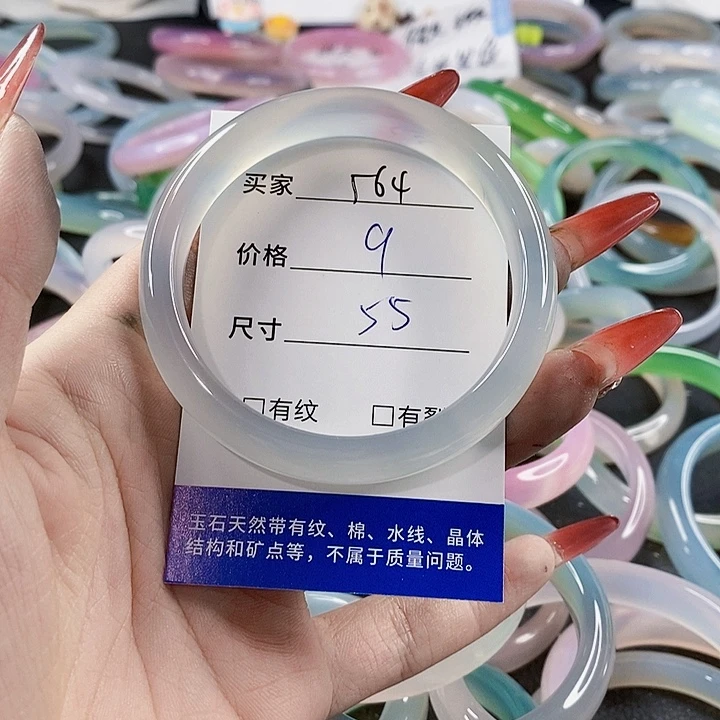 买家 564
价格 9
尺寸 55
□有纹 □有裂
玉石天然带有纹、棉、水线、晶体
结构和矿点等，不属于质量问题。